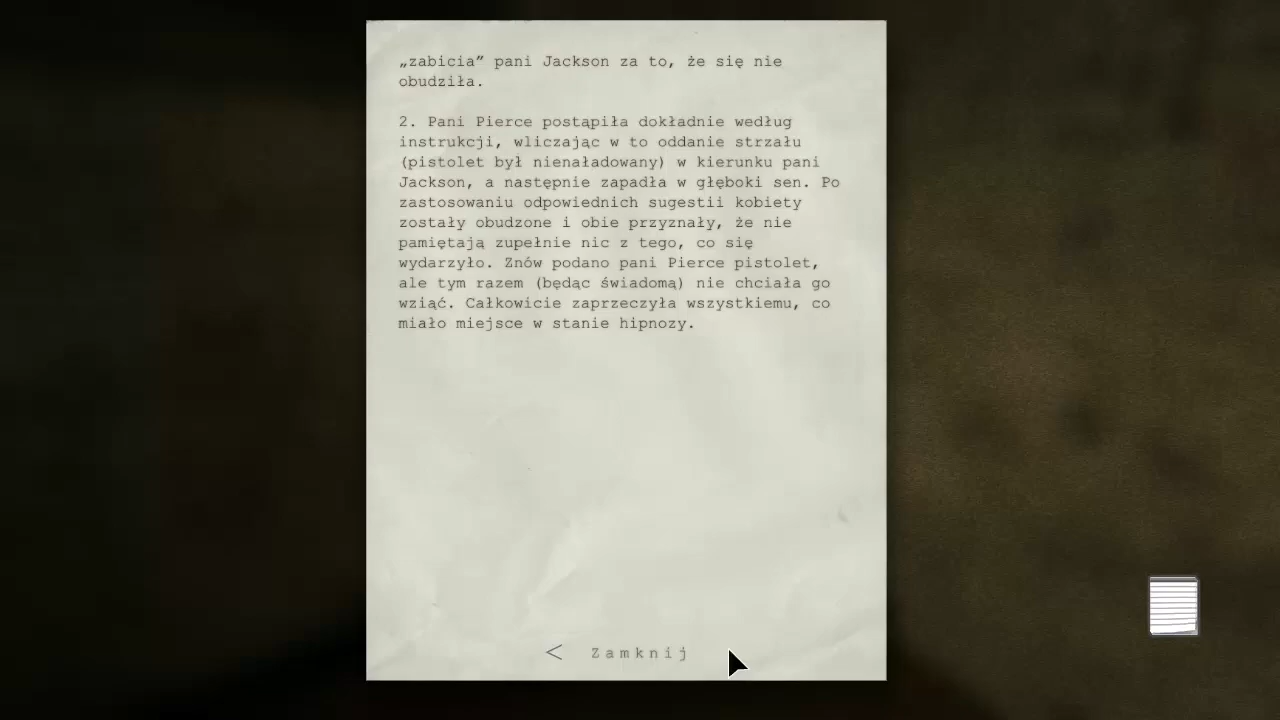 „zabicia” pani Jackson za to, że się nie
obudziła.
2. Pani Pierce postąpiła dokładnie według
instrukcji, wliczając w to oddanie strzału
(pistolet był nienaładowany) w kierunku pani
Jackson, a następnie zapadła w głęboki sen. Po
zastosowaniu odpowiednich sugestii kobiety
zostały obudzone i obie przyznały, że nie
pamiętają zupełnie nic z tego, co się
wydarzyło. Znów podano pani Pierce pistolet,
ale tym razem (będąc świadomą) nie chciała go
wziąć. Całkowicie zaprzeczyła wszystkiemu, co
miało miejsce w stanie hipnozy.
< Zamknij